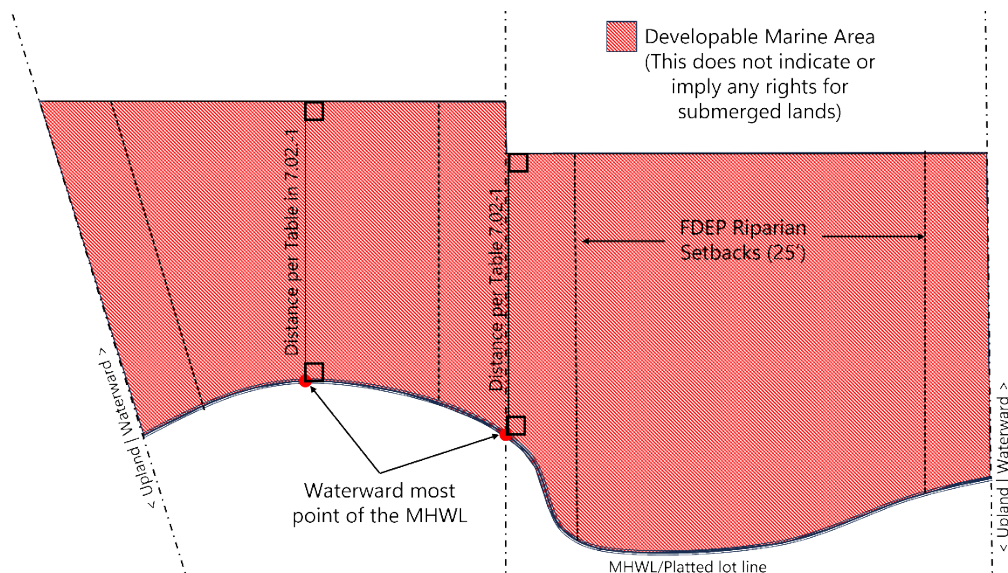 Developable Marine Area
(This does not indicate or
imply any rights for
submerged lands)
Distance per Table in 7.02.-1
Distance per Table 7.02-1
FDEP Riparian
Setbacks (25')
< Upland | Waterward >
Waterward most
point of the MHWL
< Upland | Waterward >
MHWL/Platted lot line